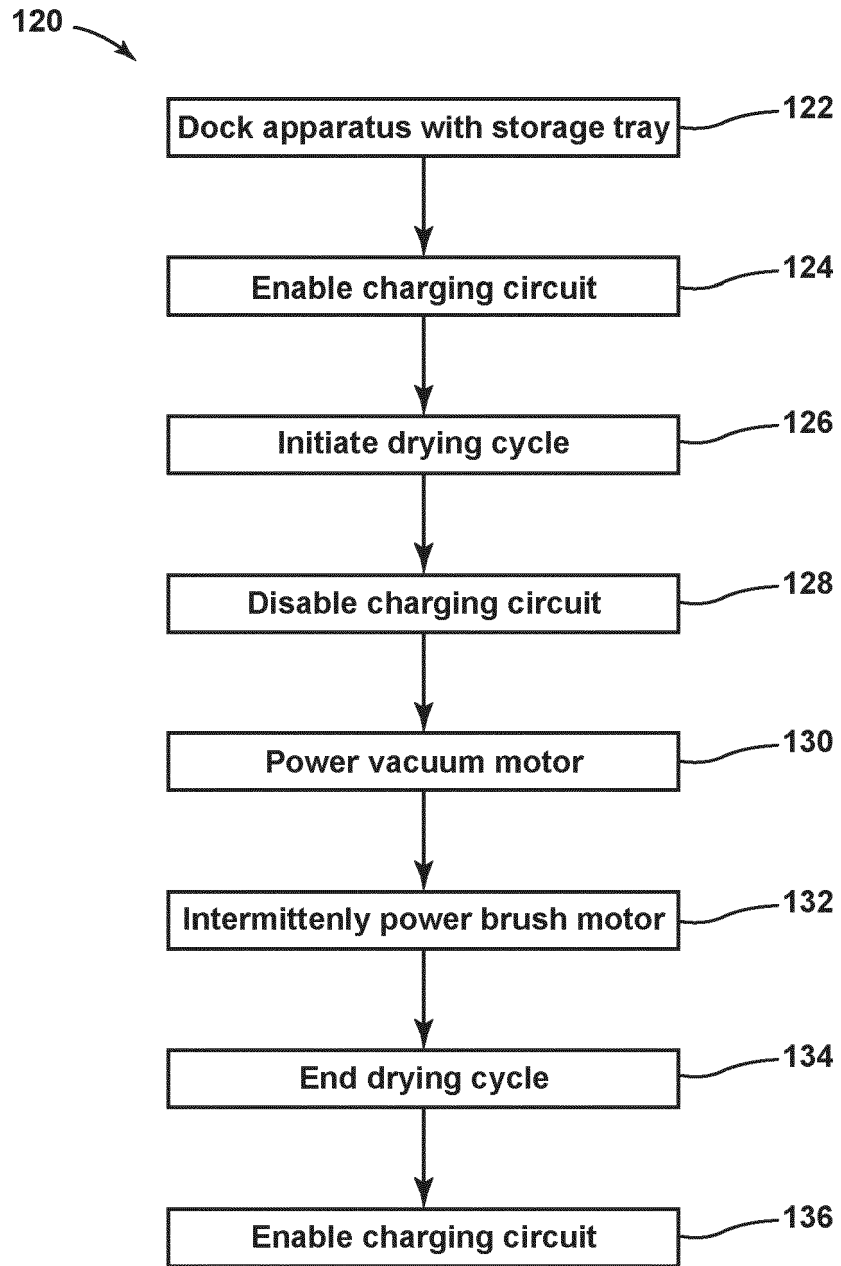 120
Dock apparatus with storage tray
122
Enable charging circuit
124
Initiate drying cycle
126
Disable charging circuit
128
Power vacuum motor
130
Intermittenly power brush motor
132
End drying cycle
134
Enable charging circuit
136